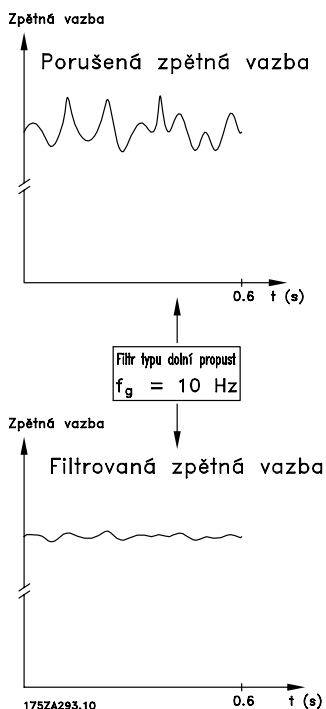 Zpětná vazba
Porušená zpětná vazba
0.6 t (s)
Filtr typu dolní propust
fg = 10 Hz
Zpětná vazba
Filtrovaná zpětná vazba
0.6 t (s)
175ZA293.10